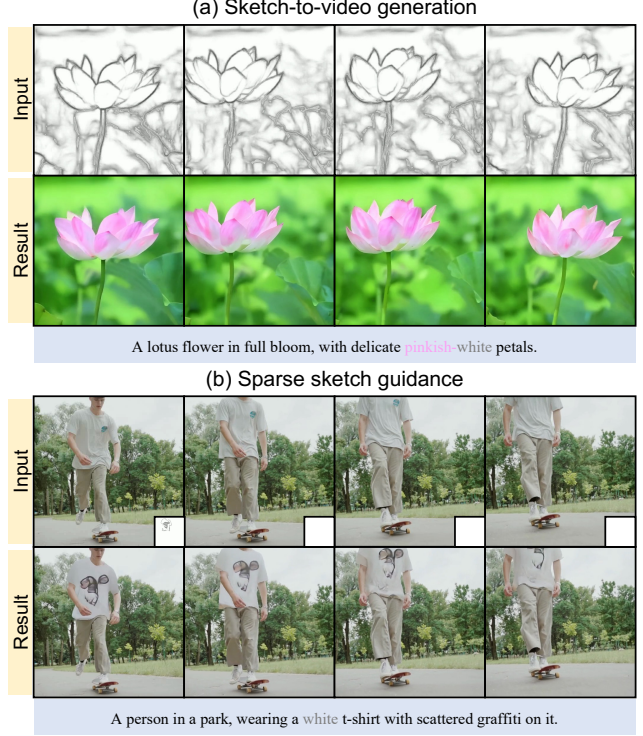 (a) Sketch-to-video generation
Input
Result
A lotus flower in full bloom, with delicate pinkish-white petals.
(b) Sparse sketch guidance
Input
Result
A person in a park, wearing a white t-shirt with scattered graffiti on it.